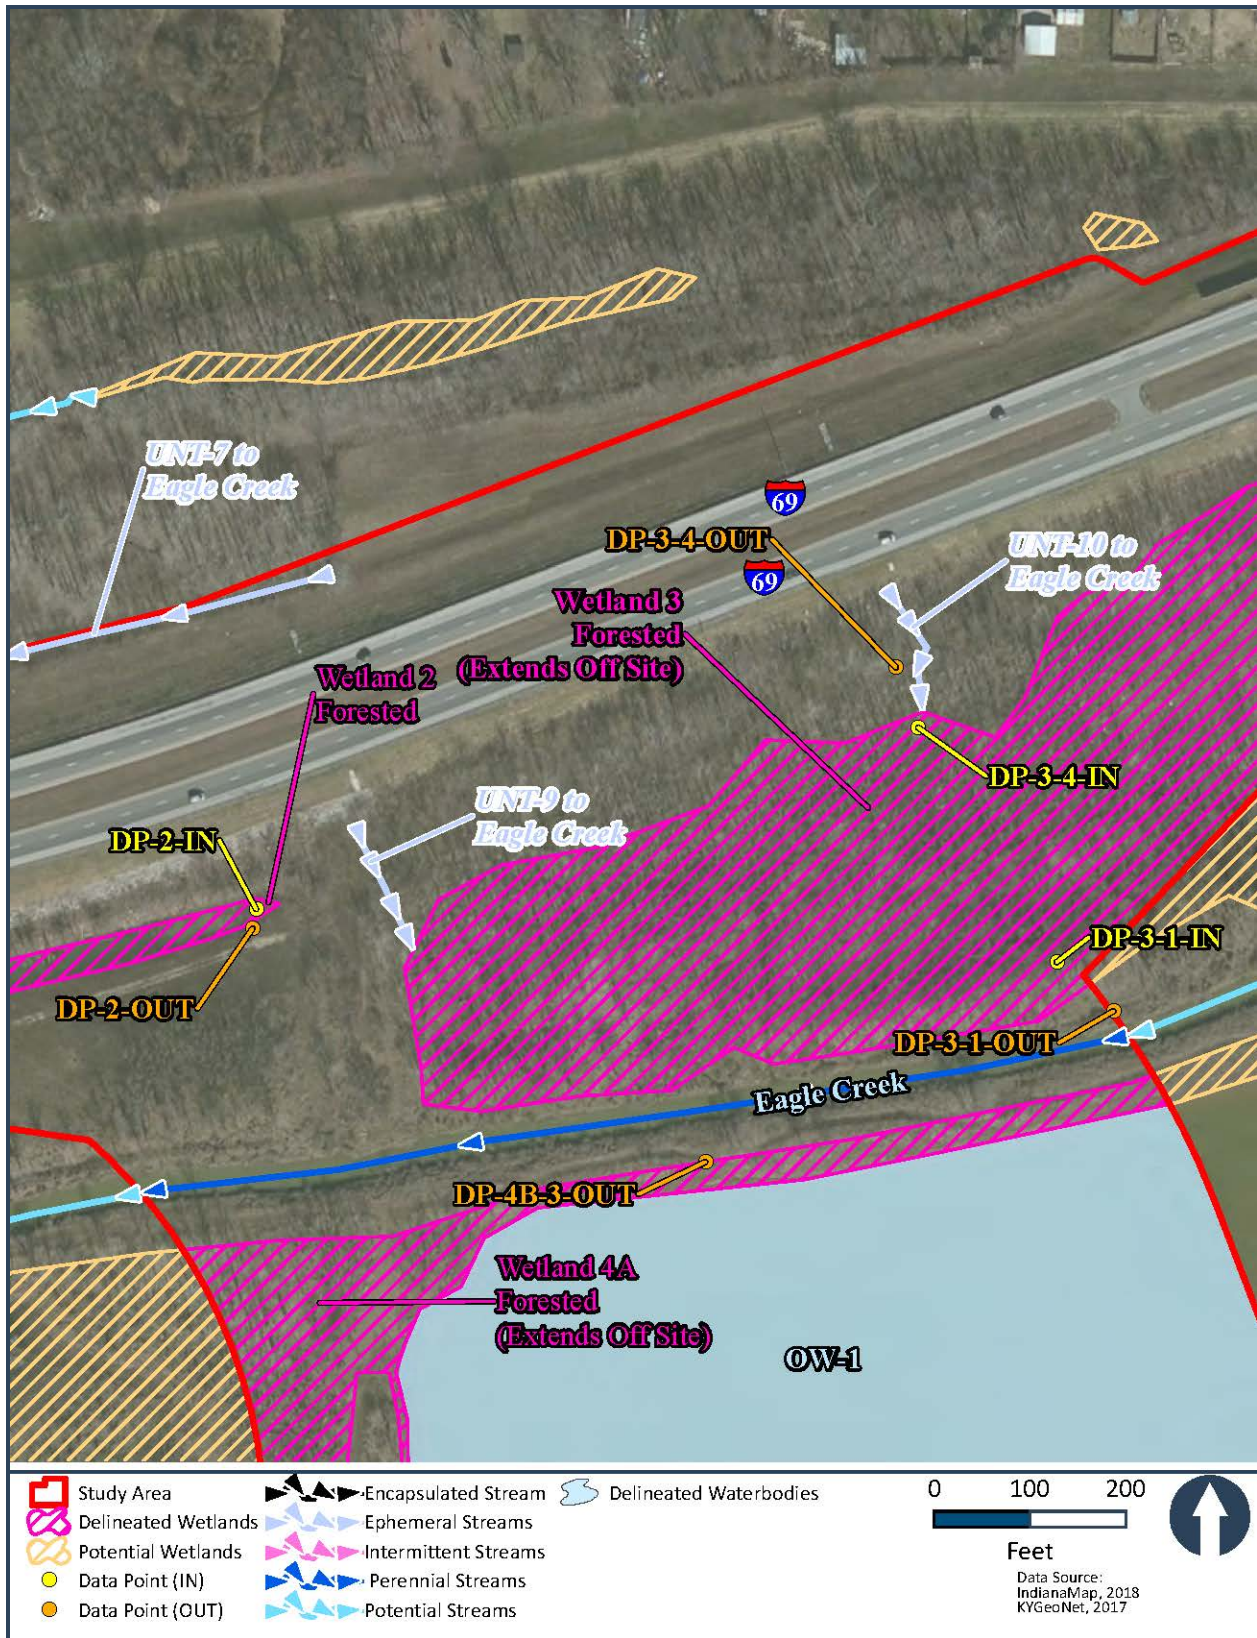 UNT-7 to
Eagle Creek
69
DP-3-4-OUT
69
UNT-10 to
Eagle Creek
Wetland 3
Forested
(Extends Off Site)
Wetland 2
Forested
DP-3-4-IN
UNT-9 to
Eagle Creek
DP-2-IN
DP-3-1-IN
DP-2-OUT
DP-3-1-OUT
Eagle Creek
DP-4B-3-OUT
Wetland 4A
Forested
(Extends Off Site)
OW-1
Study Area
Delineated Wetlands
Potential Wetlands
Data Point (IN)
Data Point (OUT)
Encapsulated Stream
Ephemeral Streams
Intermittent Streams
Perennial Streams
Potential Streams
Delineated Waterbodies
0 100 200
Feet
Data Source:
IndianaMap, 2018
KYGeoNet, 2017